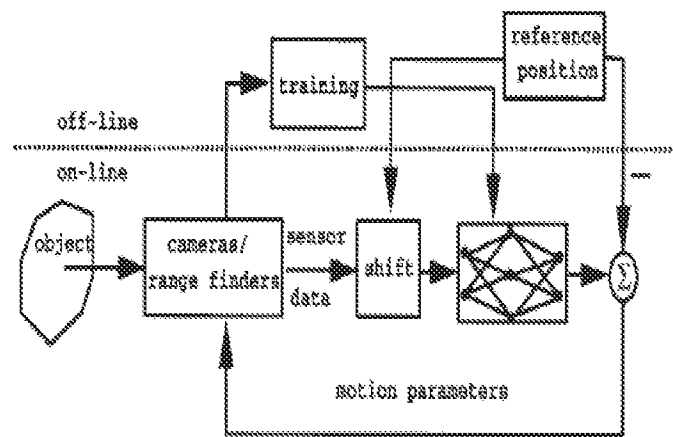 reference
position
training
off-line
on-line
object
cameras/
range finders
sensor
data
shift
−
Σ
motion parameters